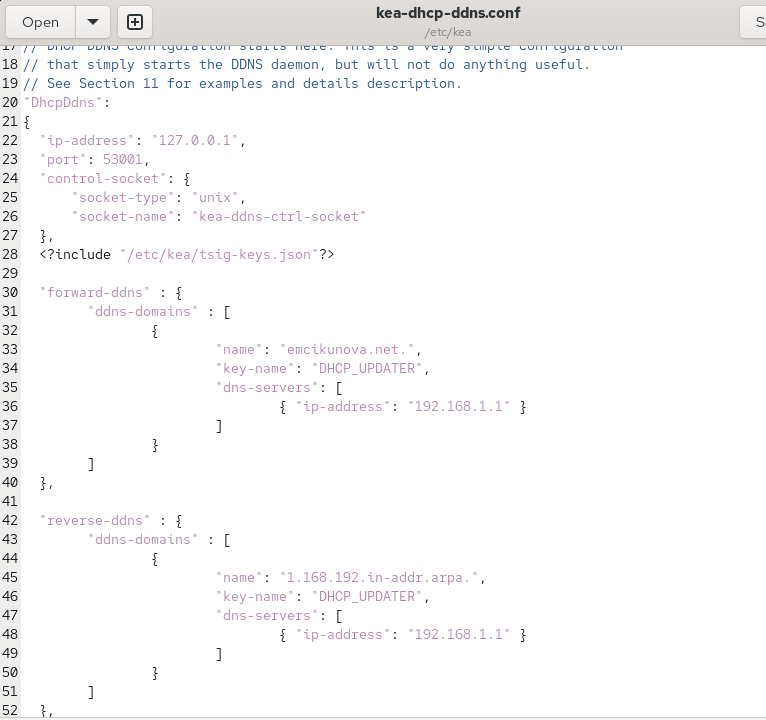 Open
kea-dhcp-ddns.conf
/etc/kea
S
17 // DHCP DDNS configuration starts here. This is a very simple configuration
18 // that simply starts the DDNS daemon, but will not do anything useful.
19 // See Section 11 for examples and details description.
20 "DhcpDdns":
21 {
22   "ip-address": "127.0.0.1",
23   "port": 53001,
24   "control-socket": {
25       "socket-type": "unix",
26       "socket-name": "kea-ddns-ctrl-socket"
27   },
28   <?include "/etc/kea/tsig-keys.json"?>
29
30   "forward-ddns" : {
31         "ddns-domains" : [
32                 {
33                         "name": "emcikunova.net.",
34                         "key-name": "DHCP_UPDATER",
35                         "dns-servers": [
36                                 { "ip-address": "192.168.1.1" }
37                         ]
38                 }
39         ]
40   },
41
42   "reverse-ddns" : {
43         "ddns-domains" : [
44                 {
45                         "name": "1.168.192.in-addr.arpa.",
46                         "key-name": "DHCP_UPDATER",
47                         "dns-servers": [
48                                 { "ip-address": "192.168.1.1" }
49                         ]
50                 }
51         ]
52   },